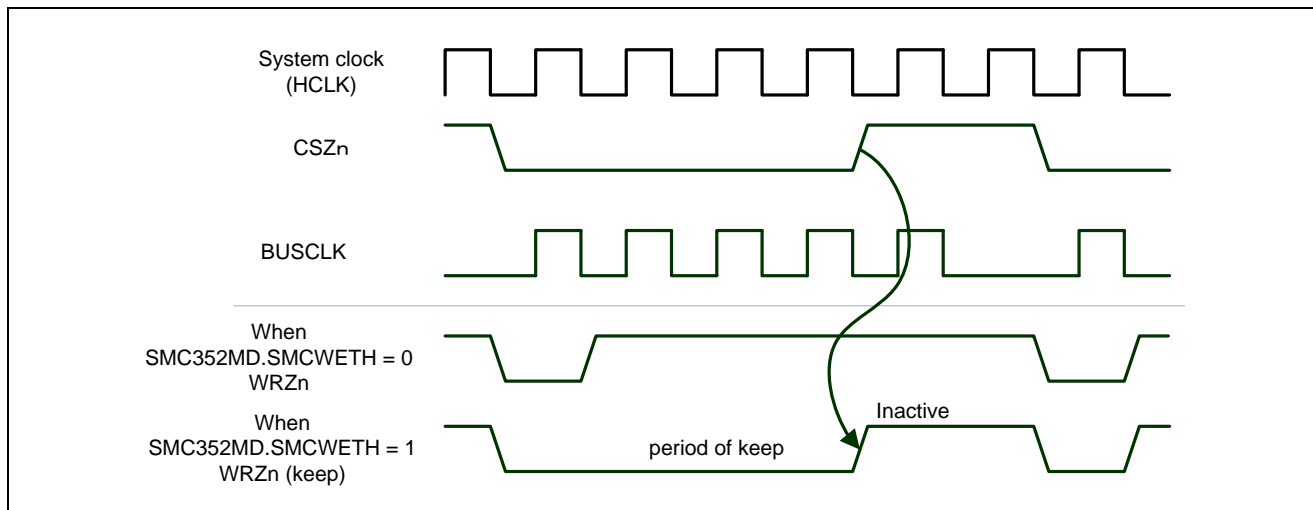 System clock
(HCLK)
CSZn
BUSCLK
When
SMC352MD.SMCWETH = 0
WRZn
When
SMC352MD.SMCWETH = 1
WRZn (keep)
period of keep
Inactive